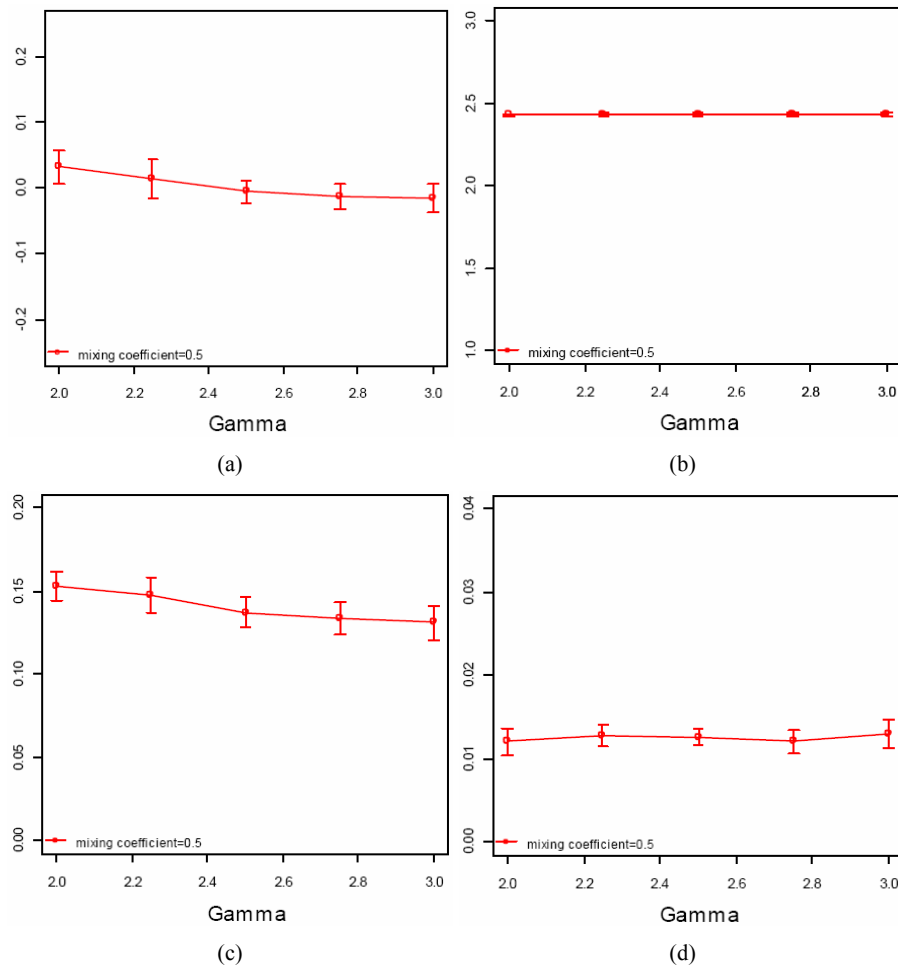 0.2
0.1
0.0
-0.1
-0.2
mixing coefficient=0.5
2.0 2.2 2.4 2.6 2.8 3.0
Gamma
(a)
3.0
2.5
2.0
1.5
1.0
mixing coefficient=0.5
2.0 2.2 2.4 2.6 2.8 3.0
Gamma
(b)
0.20
0.15
0.10
0.05
0.00
mixing coefficient=0.5
2.0 2.2 2.4 2.6 2.8 3.0
Gamma
(c)
0.04
0.03
0.02
0.01
0.00
mixing coefficient=0.5
2.0 2.2 2.4 2.6 2.8 3.0
Gamma
(d)